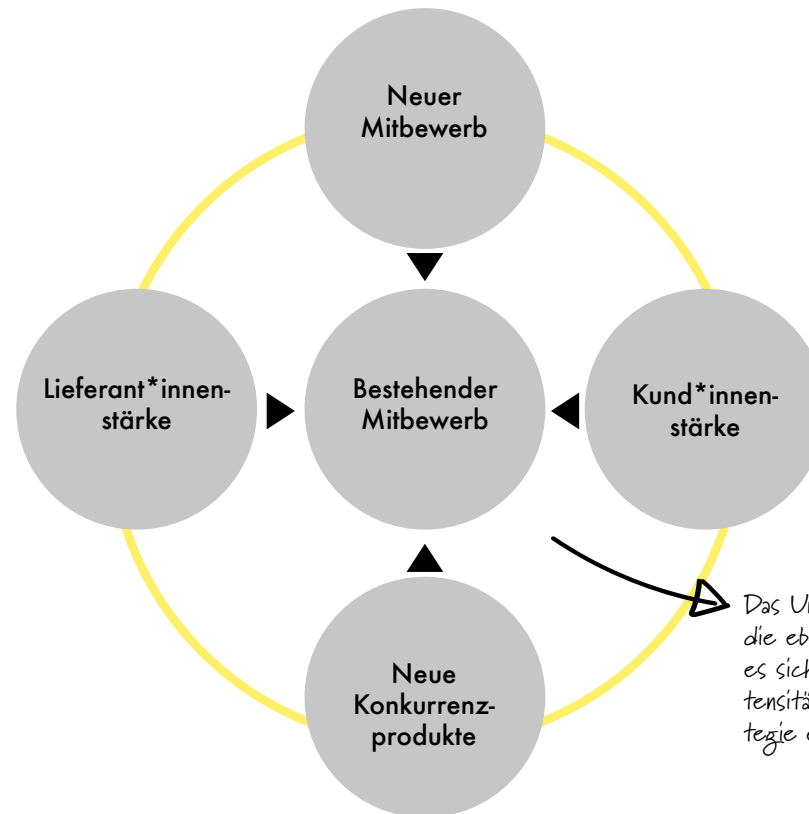 Neuer
Mitbewerb
Lieferant*innen-
stärke
Bestehender
Mitbewerb
Kund*innen-
stärke
Neue
Konkurrenz-
produkte
Das
die
es sich
tensitä
tegie